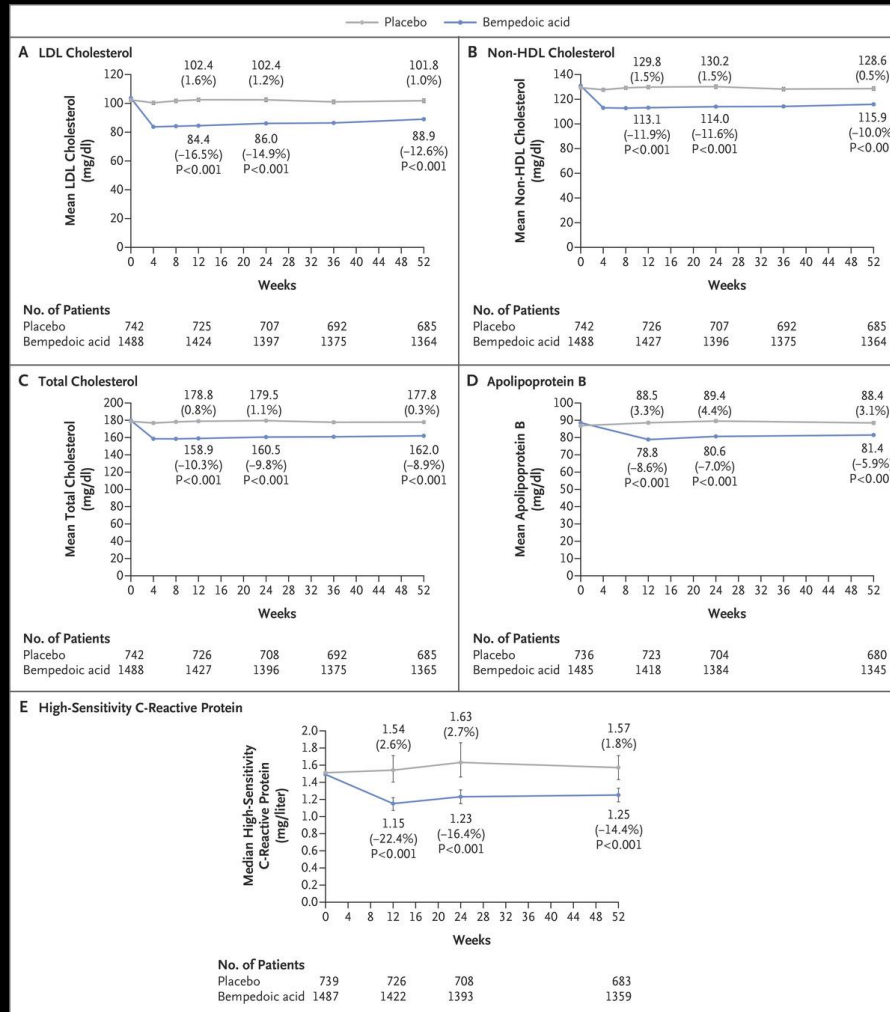 Placebo Bempedoic acid
A LDL Cholesterol
102.4 102.4 101.8
(1.6%) (1.2%) (1.0%)
120
100
80
60
40
20
0
Mean LDL Cholesterol
(mg/dl)
84.4 86.0 88.9
(−16.5%) (−14.9%) (−12.6%)
P<0.001 P<0.001 P<0.001
0 4 8 12 16 20 24 28 32 36 40 44 48 52
Weeks
No. of Patients
Placebo 742 725 707 692 685
Bempedoic acid 1488 1424 1397 1375 1364
B Non-HDL Cholesterol
129.8 130.2 128.6
(1.5%) (1.5%) (0.5%)
140
120
100
80
60
40
20
0
Mean Non-HDL Cholesterol
(mg/dl)
113.1 114.0 115.9
(−11.9%) (−11.6%) (−10.0%
P<0.001 P<0.001 P<0.00
0 4 8 12 16 20 24 28 32 36 40 44 48 52
Weeks
No. of Patients
Placebo 742 726 707 692 685
Bempedoic acid 1488 1427 1396 1375 1364
C Total Cholesterol
178.8 179.5 177.8
(0.8%) (1.1%) (0.3%)
200
180
160
140
120
100
80
60
40
20
0
Mean Total Cholesterol
(mg/dl)
158.9 160.5 162.0
(−10.3%) (−9.8%) (−8.9%)
P<0.001 P<0.001 P<0.001
0 4 8 12 16 20 24 28 32 36 40 44 48 52
Weeks
No. of Patients
Placebo 742 726 708 692 685
Bempedoic acid 1488 1427 1396 1375 1365
D Apolipoprotein B
88.5 89.4 88.4
(3.3%) (4.4%) (3.1%)
100
90
80
70
60
50
40
30
20
10
0
Mean Apolipoprotein B
(mg/dl)
78.8 80.6 81.4
(−8.6%) (−7.0%) (−5.9%
P<0.001 P<0.001 P<0.00
0 4 8 12 16 20 24 28 32 36 40 44 48 52
Weeks
No. of Patients
Placebo 736 723 704 680
Bempedoic acid 1485 1418 1384 1345
E High-Sensitivity C-Reactive Protein
1.54 1.63 1.57
(2.6%) (2.7%) (1.8%)
2.0
1.8
1.6
1.4
1.2
1.0
0.8
0.6
0.4
0.2
0.0
Median High-Sensitivity
C-Reactive Protein
(mg/liter)
1.15 1.23 1.25
(−22.4%) (−16.4%) (−14.4%)
P<0.001 P<0.001 P<0.001
0 4 8 12 16 20 24 28 32 36 40 44 48 52
Weeks
No. of Patients
Placebo 739 726 708 683
Bempedoic acid 1487 1422 1393 1359